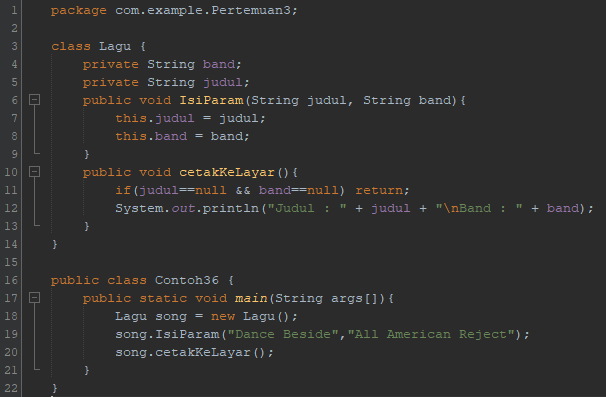 1 package com.example.Pertemuan3;
2
3 class Lagu {
4     private String band;
5     private String judul;
6     public void IsiParam(String judul, String band){
7         this.judul = judul;
8         this.band = band;
9     }
10     public void cetakKeLayar(){
11         if(judul==null && band==null) return;
12         System.out.println("Judul : " + judul + "\nBand : " + band);
13     }
14 }
15
16 public class Contoh36 {
17     public static void main(String args[]){
18         Lagu song = new Lagu();
19         song.IsiParam("Dance Beside","All American Reject");
20         song.cetakKeLayar();
21     }
22 }